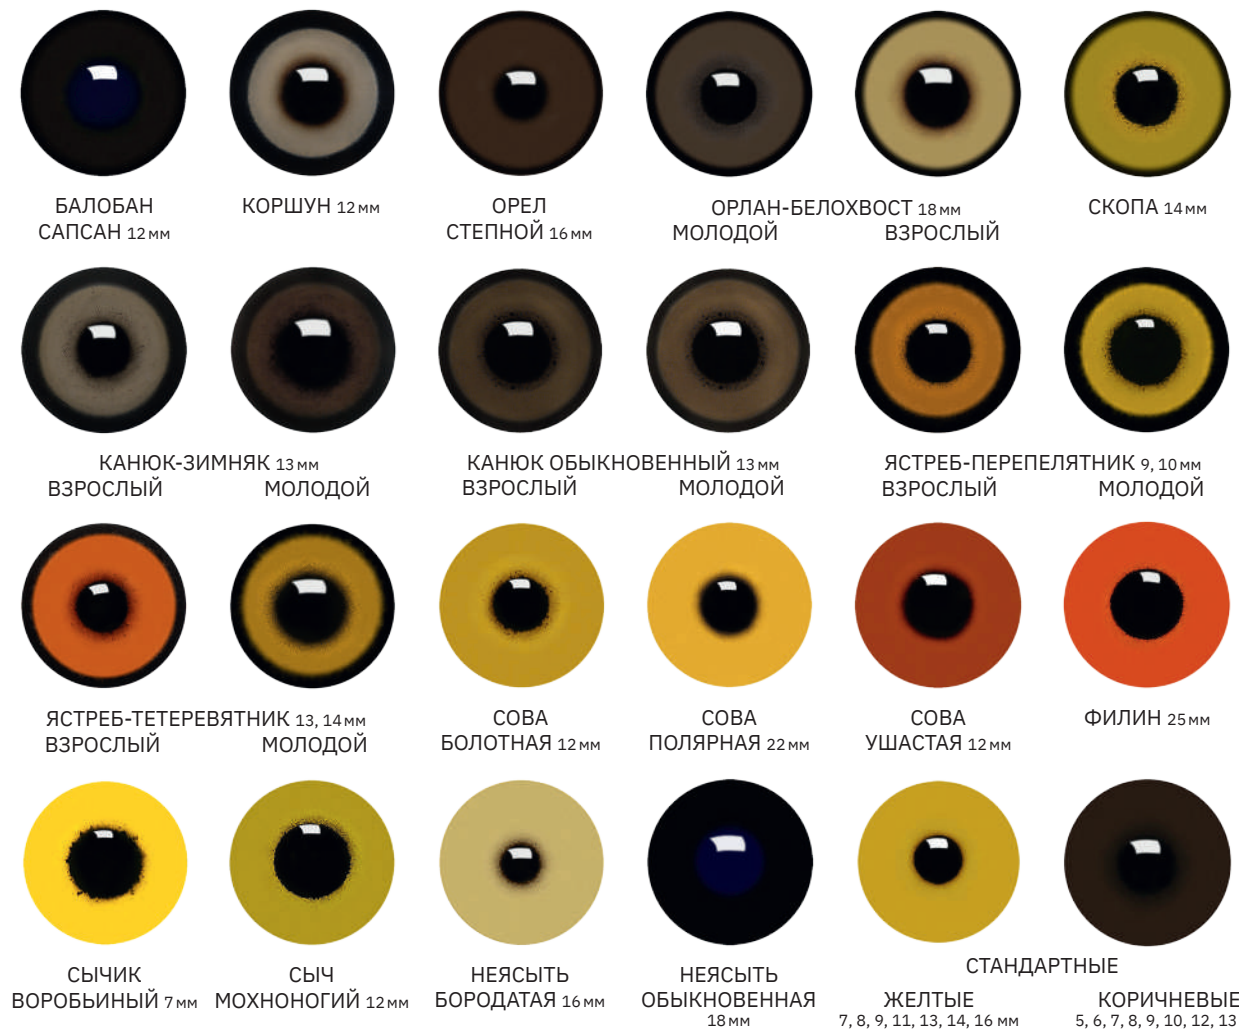 БАЛОБАН
САПСАН 12 мм
КОРШУН 12 мм
ОРЕЛ
СТЕПНОЙ 16 мм
ОРЛАН-БЕЛОХВОСТ 18 мм
МОЛОДОЙ ВЗРОСЛЫЙ
СКОПА 14 мм
КАНЮК-ЗИМНЯК 13 мм
ВЗРОСЛЫЙ МОЛОДОЙ
КАНЮК ОБЫКНОВЕННЫЙ 13 мм
ВЗРОСЛЫЙ МОЛОДОЙ
ЯСТРЕБ-ПЕРЕПЕЛЯТНИК 9, 10 мм
ВЗРОСЛЫЙ МОЛОДОЙ
ЯСТРЕБ-ТЕТЕРЕВЯТНИК 13, 14 мм
ВЗРОСЛЫЙ МОЛОДОЙ
СОВА
БОЛОТНАЯ 12 мм
СОВА
ПОЛЯРНАЯ 22 мм
СОВА
УШАСТАЯ 12 мм
ФИЛИН 25 мм
СЫЧИК
ВОРОБЬИНЫЙ 7 мм
СЫЧ
МОХНОНОГИЙ 12 мм
НЕЯСЫТЬ
БОРОДАТАЯ 16 мм
НЕЯСЫТЬ
ОБЫКНОВЕННАЯ
18 мм
СТАНДАРТНЫЕ
ЖЕЛТЫЕ
7, 8, 9, 11, 13, 14, 16 мм
КОРИЧНЕВЫЕ
5, 6, 7, 8, 9, 10, 12, 13